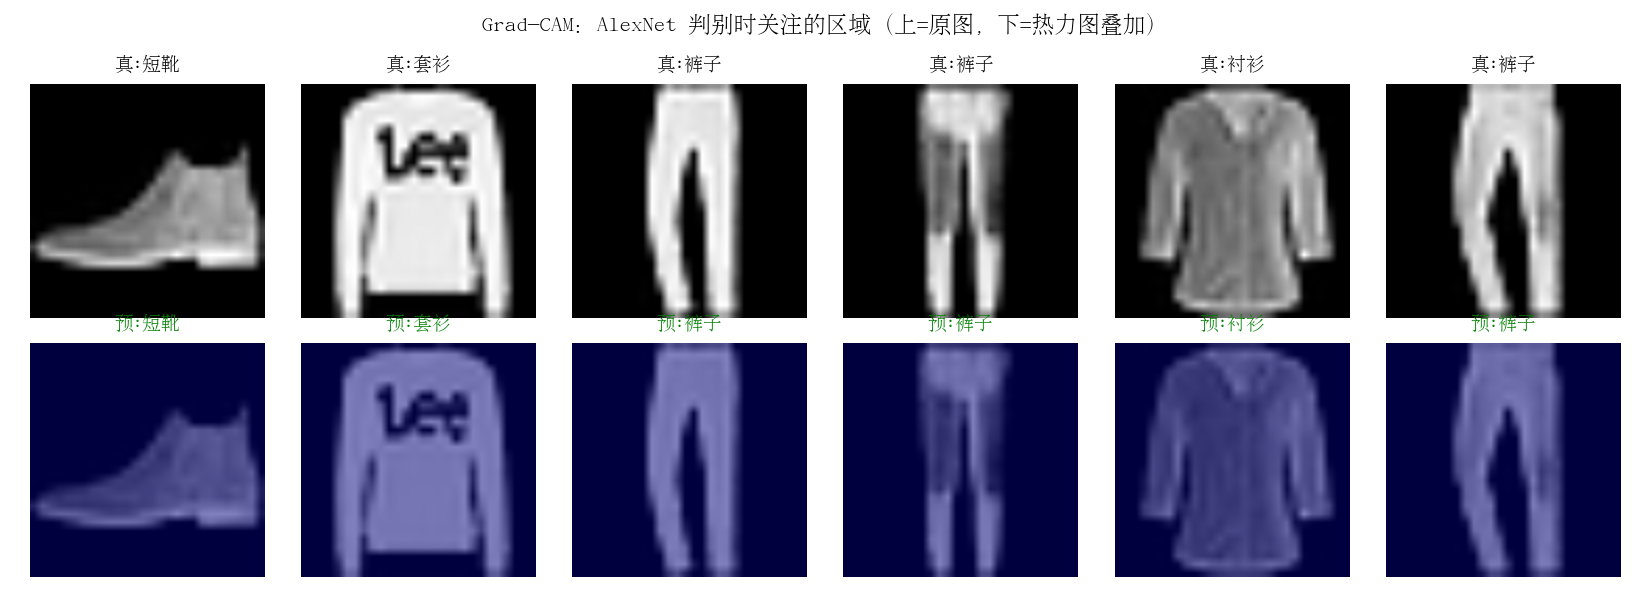 Grad-CAM: AlexNet 判别时关注的区域 (上=原图, 下=热力图叠加)
真:短靴 真:套衫 真:裤子 真:裤子 真:衬衫 真:裤子
Lee
预:短靴 预:套衫 预:裤子 预:裤子 预:衬衫 预:裤子
Lee